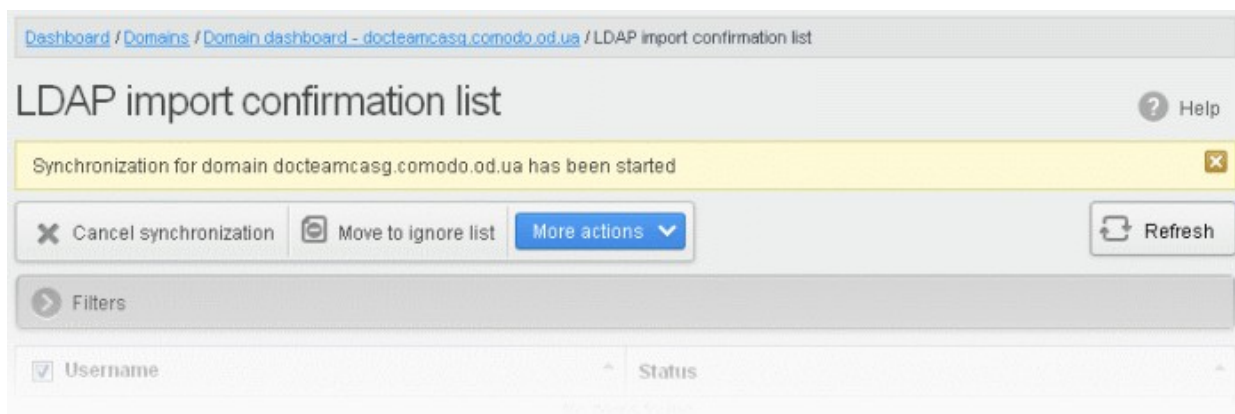 Dashboard / Domains / Domain dashboard - docteamcasg.comodo.od.ua / LDAP import confirmation list
LDAP import confirmation list
Help
Synchronization for domain docteamcasg.comodo.od.ua has been started
Cancel synchronization Move to ignore list More actions Refresh
Filters
Username Status